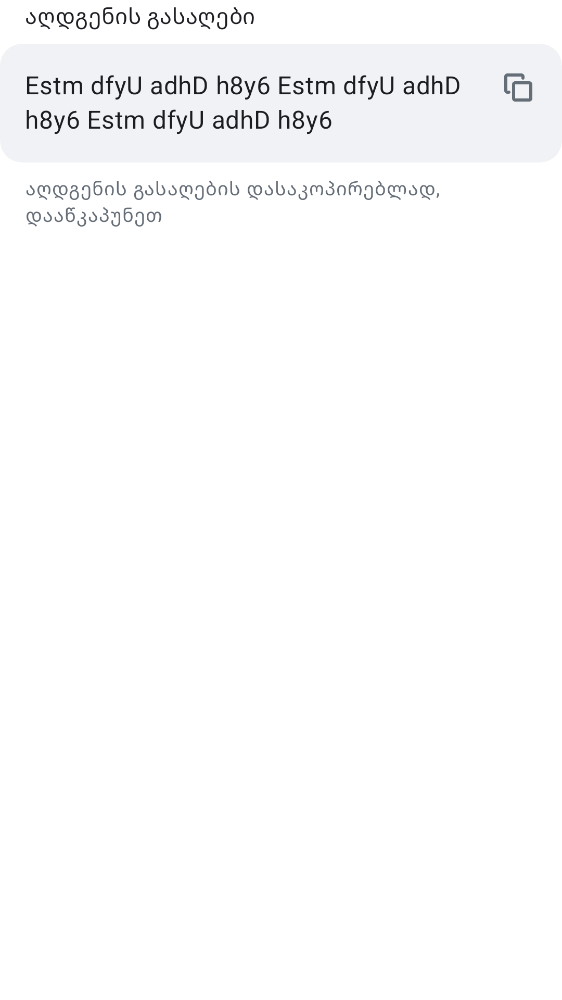 აღდგენის გასაღები
Estm dfyU adhD h8y6 Estm dfyU adhD
h8y6 Estm dfyU adhD h8y6
აღდგენის გასაღების დასაკოპირებლად,
დააწკაპუნეთ